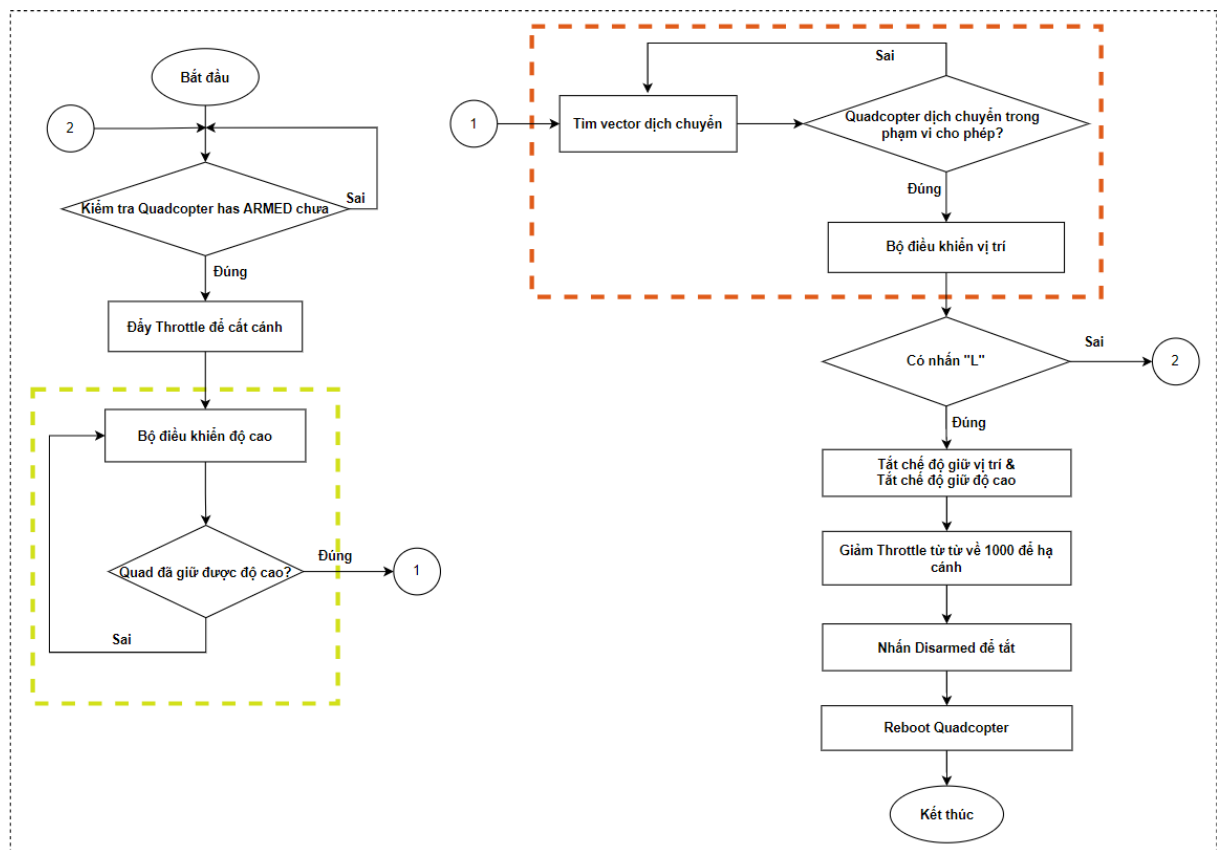 Bắt đầu
2
Kiểm tra Quadcopter has ARMED chưa
Sai
Đúng
Đẩy Throttle để cất cánh
Bộ điều khiển độ cao
Quad đã giữ được độ cao?
Đúng
1
Sai
Sai
1
Tìm vector dịch chuyển
Quadcopter dịch chuyển trong
phạm vi cho phép?
Đúng
Bộ điều khiển vị trí
Có nhấn "L"
Sai
2
Đúng
Tắt chế độ giữ vị trí &
Tắt chế độ giữ độ cao
Giảm Throttle từ từ về 1000 để hạ
cánh
Nhấn Disarmed để tắt
Reboot Quadcopter
Kết thúc